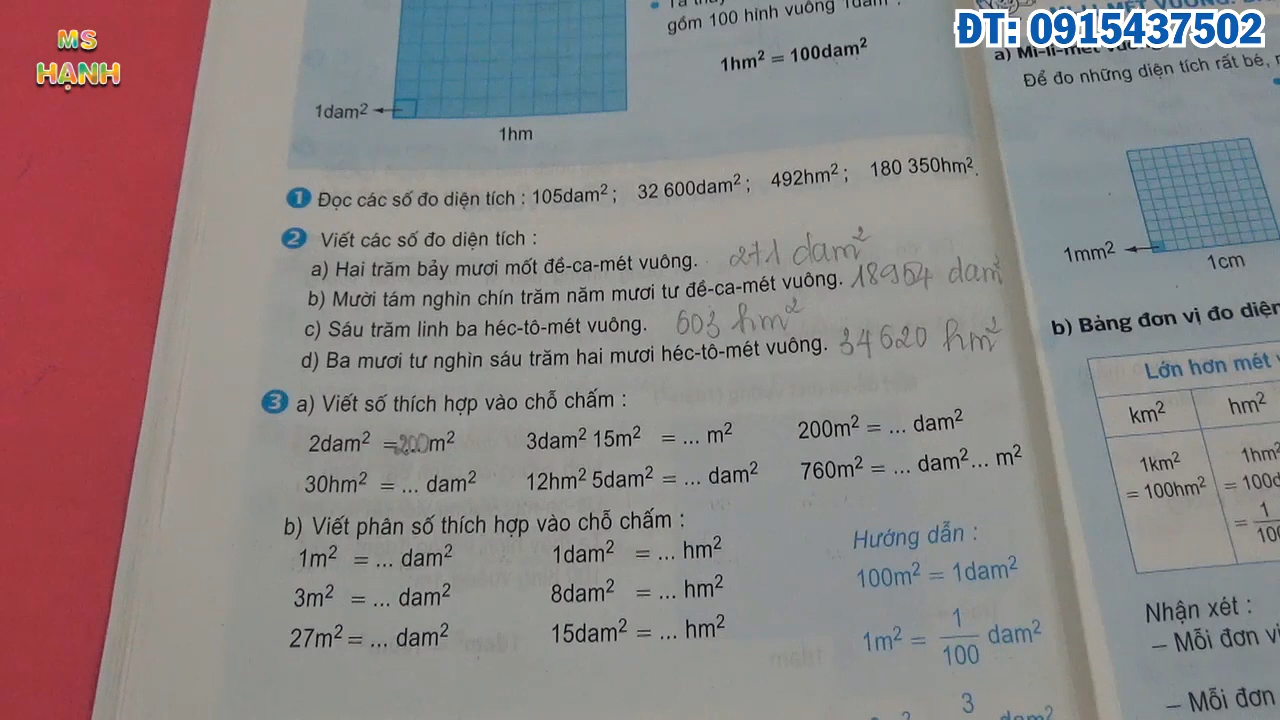 MS
HẠNH
ĐT: 0915437502
gồm 100 hình vuông 1dam².
1hm² = 100dam²
1dam²
1hm
1 Đọc các số đo diện tích : 105dam² ; 32 600dam² ; 492hm² ; 180 350hm².
2 Viết các số đo diện tích :
a) Hai trăm bảy mươi mốt đề-ca-mét vuông. 271 dam²
b) Mười tám nghìn chín trăm năm mươi tư đề-ca-mét vuông. 18954 dam²
c) Sáu trăm linh ba héc-tô-mét vuông. 603 hm²
d) Ba mươi tư nghìn sáu trăm hai mươi héc-tô-mét vuông. 34620 hm²
3 a) Viết số thích hợp vào chỗ chấm :
2dam² = 200m² 3dam² 15m² = ... m² 200m² = ... dam²
30hm² = ... dam² 12hm² 5dam² = ... dam² 760m² = ... dam²... m²
b) Viết phân số thích hợp vào chỗ chấm :
1m² = ... dam² 1dam² = ... hm²
3m² = ... dam² 8dam² = ... hm²
27m² = ... dam² 15dam² = ... hm²
Hướng dẫn :
100m² = 1dam²
1m² = 1/100 dam²
3 dam²
a) Mi-li-mét vuông
Để đo những diện tích rất bé,
1mm²
1cm
b) Bảng đơn vị đo diện
Lớn hơn mét
km² hm²
1km² 1hm²
= 100hm² = 100
= 1/100
Nhận xét :
– Mỗi đơn vị
– Mỗi đơn